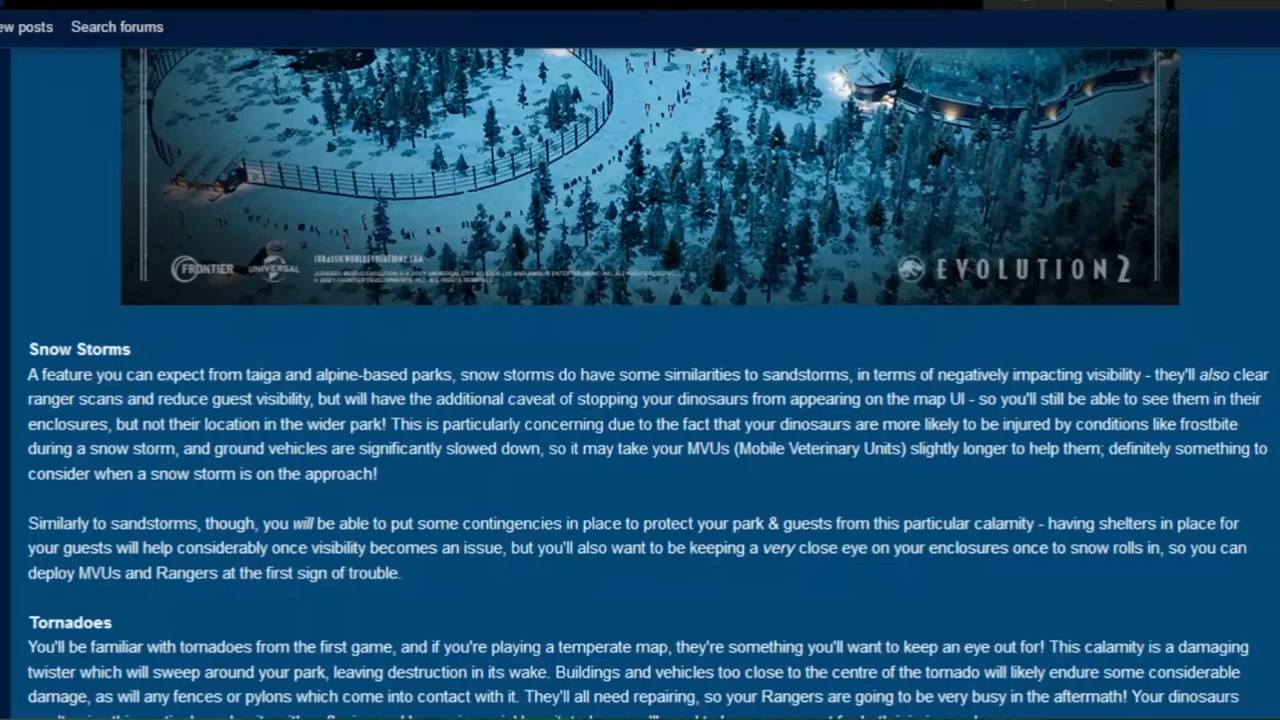 ew posts Search forums
FRONTIER UNIVERSAL JURASSICWORLDEVOLUTION2.COM
EVOLUTION 2
Snow Storms
A feature you can expect from taiga and alpine-based parks, snow storms do have some similarities to sandstorms, in terms of negatively impacting visibility - they'll also clear
ranger scans and reduce guest visibility, but will have the additional caveat of stopping your dinosaurs from appearing on the map UI - so you'll still be able to see them in their
enclosures, but not their location in the wider park! This is particularly concerning due to the fact that your dinosaurs are more likely to be injured by conditions like frostbite
during a snow storm, and ground vehicles are significantly slowed down, so it may take your MVUs (Mobile Veterinary Units) slightly longer to help them; definitely something to
consider when a snow storm is on the approach!
Similarly to sandstorms, though, you will be able to put some contingencies in place to protect your park & guests from this particular calamity - having shelters in place for
your guests will help considerably once visibility becomes an issue, but you'll also want to be keeping a very close eye on your enclosures once to snow rolls in, so you can
deploy MVUs and Rangers at the first sign of trouble.
Tornadoes
You'll be familiar with tornadoes from the first game, and if you're playing a temperate map, they're something you'll want to keep an eye out for! This calamity is a damaging
twister which will sweep around your park, leaving destruction in its wake. Buildings and vehicles too close to the centre of the tornado will likely endure some considerable
damage, as will any fences or pylons which come into contact with it. They'll all need repairing, so your Rangers are going to be very busy in the aftermath! Your dinosaurs